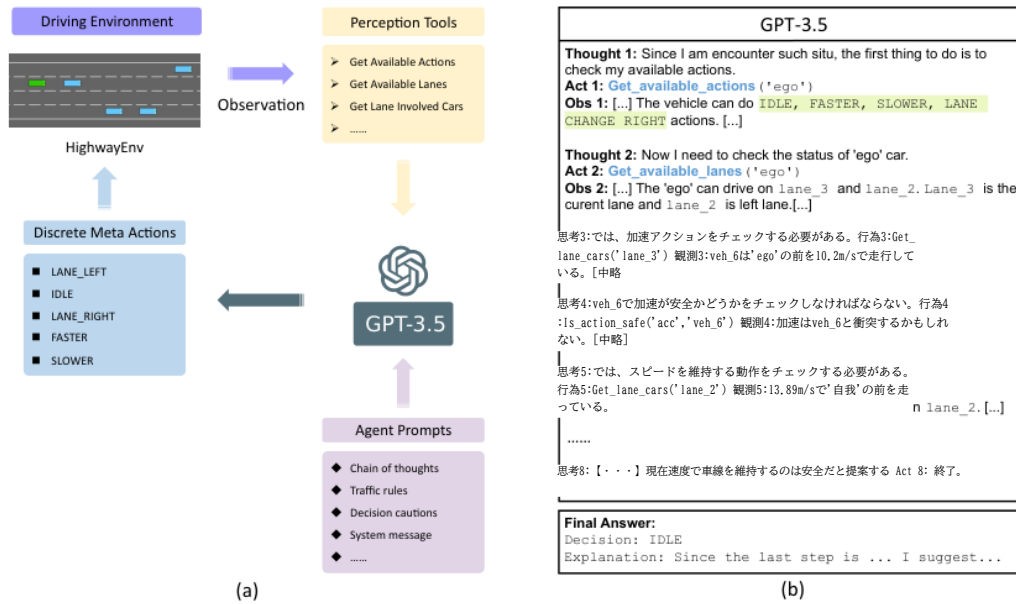 Driving Environment
HighwayEnv
Observation
Perception Tools
Get Available Actions
Get Available Lanes
Get Lane Involved Cars
......
Discrete Meta Actions
LANE_LEFT
IDLE
LANE_RIGHT
FASTER
SLOWER
GPT-3.5
Agent Prompts
Chain of thoughts
Traffic rules
Decision cautions
System message
......
(a)
GPT-3.5
Thought 1: Since I am encounter such situ, the first thing to do is to
check my available actions.
Act 1: Get_available_actions('ego')
Obs 1: [...] The vehicle can do IDLE, FASTER, SLOWER, LANE
CHANGE RIGHT actions. [...]
Thought 2: Now I need to check the status of 'ego' car.
Act 2: Get_available_lanes('ego')
Obs 2: [...] The 'ego' can drive on lane_3 and lane_2. Lane_3 is the
curent lane and lane_2 is left lane.[...]
思考3:では、加速アクションをチェックする必要がある。行為3:Get_
lane_cars('lane_3') 観測3:veh_6は'ego'の前を10.2m/sで走行して
いる。[中略
思考4:veh_6で加速が安全かどうかをチェックしなければならない。行為4
:Is_action_safe('acc','veh_6') 観測4:加速はveh_6と衝突するかもしれ
ない。[中略]
思考5:では、スピードを維持する動作をチェックする必要がある。
行為5:Get_lane_cars('lane_2') 観測5:13.89m/sで'自我'の前を走
っている。
n lane_2. [...]
......
思考8:【・・・】現在速度で車線を維持するのは安全だと提案する Act 8: 終了。
Final Answer:
Decision: IDLE
Explanation: Since the last step is ... I suggest...
(b)